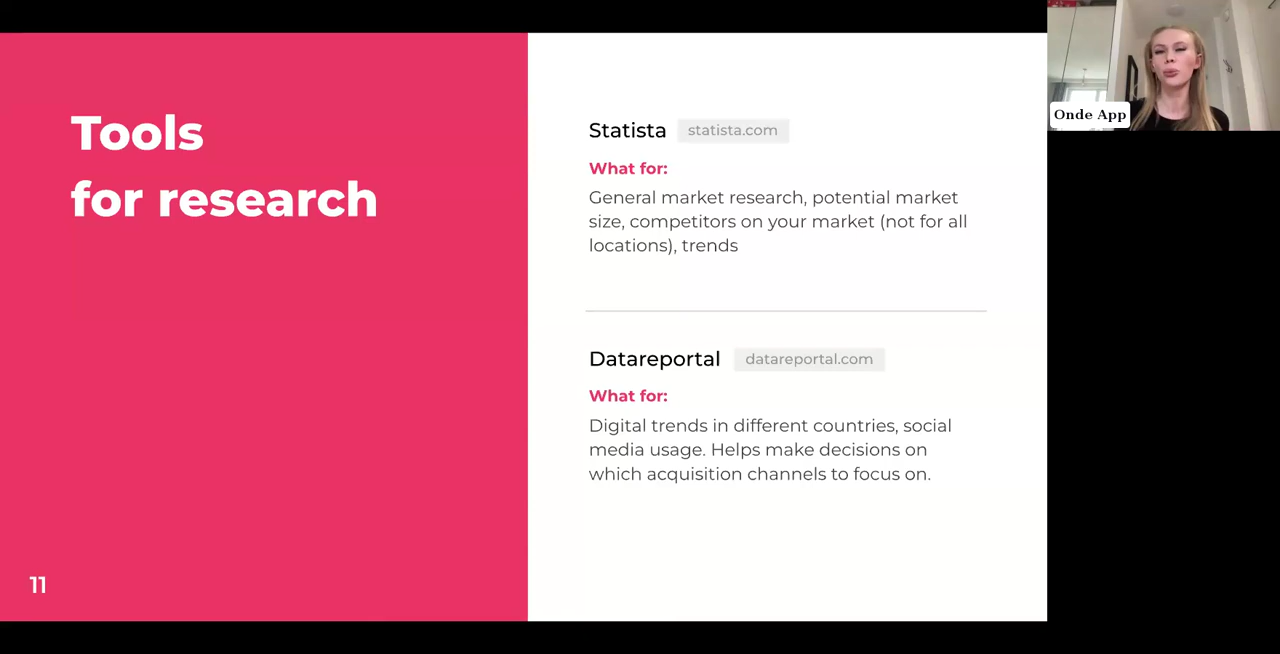 Tools
for research
Statista statista.com
What for:
General market research, potential market
size, competitors on your market (not for all
locations), trends
Datareportal datareportal.com
What for:
Digital trends in different countries, social
media usage. Helps make decisions on
which acquisition channels to focus on.
11
Onde App